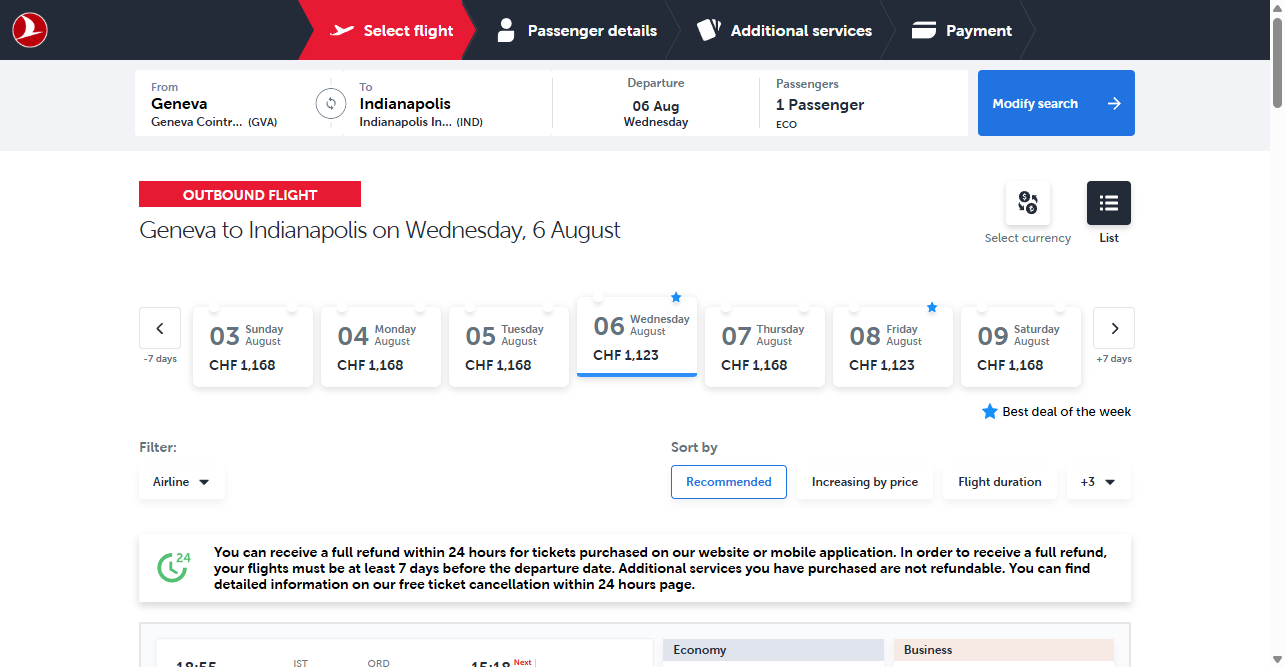 Select flight
Passenger details
Additional services
Payment
From
Geneva
Geneva Cointr... (GVA)
To
Indianapolis
Indianapolis In... (IND)
Departure
06 Aug
Wednesday
Passengers
1 Passenger
ECO
Modify search
OUTBOUND FLIGHT
Geneva to Indianapolis on Wednesday, 6 August
Select currency
List
-7 days
03 Sunday August
CHF 1,168
04 Monday August
CHF 1,168
05 Tuesday August
CHF 1,168
06 Wednesday August
CHF 1,123
07 Thursday August
CHF 1,168
08 Friday August
CHF 1,123
09 Saturday August
CHF 1,168
+7 days
Best deal of the week
Filter:
Airline
Sort by
Recommended
Increasing by price
Flight duration
+3
24
You can receive a full refund within 24 hours for tickets purchased on our website or mobile application. In order to receive a full refund,
your flights must be at least 7 days before the departure date. Additional services you have purchased are not refundable. You can find
detailed information on our free ticket cancellation within 24 hours page.
18:55
IST
ORD
15:18 Next
Economy
Business